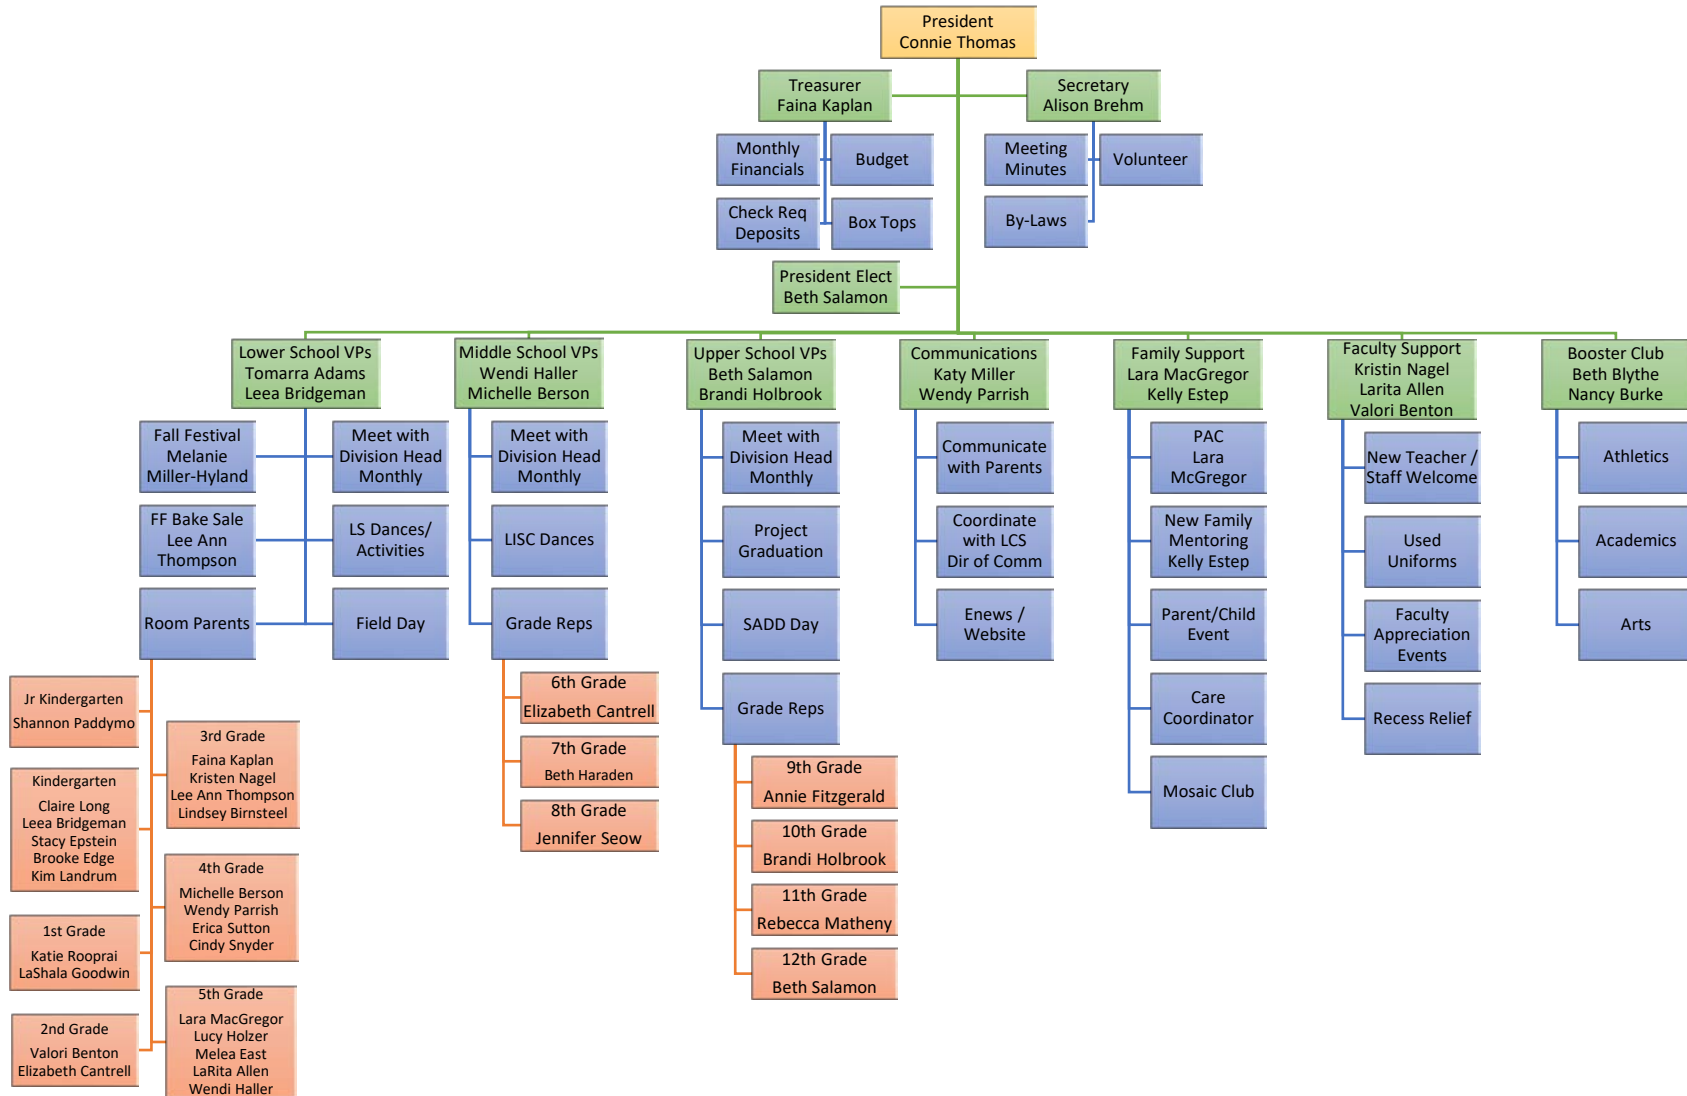 President
Connie Thomas
Treasurer
Faina Kaplan
Secretary
Alison Brehm
Monthly
Financials
Budget
Check Req
Deposits
Box Tops
Meeting
Minutes
Volunteer
By-Laws
President Elect
Beth Salamon
Lower School VPs
Tomarra Adams
Leea Bridgeman
Fall Festival
Melanie
Miller-Hyland
Meet with
Division Head
Monthly
FF Bake Sale
Lee Ann
Thompson
LS Dances/
Activities
Room Parents
Field Day
Jr Kindergarten
Shannon Paddymo
Kindergarten
Claire Long
Leea Bridgeman
Stacy Epstein
Brooke Edge
Kim Landrum
1st Grade
Katie Rooprai
LaShala Goodwin
2nd Grade
Valori Benton
Elizabeth Cantrell
3rd Grade
Faina Kaplan
Kristen Nagel
Lee Ann Thompson
Lindsey Birnsteel
4th Grade
Michelle Berson
Wendy Parrish
Erica Sutton
Cindy Snyder
5th Grade
Lara MacGregor
Lucy Holzer
Melea East
LaRita Allen
Wendi Haller
Middle School VPs
Wendi Haller
Michelle Berson
Meet with
Division Head
Monthly
LISC Dances
Grade Reps
6th Grade
Elizabeth Cantrell
7th Grade
Beth Haraden
8th Grade
Jennifer Seow
Upper School VPs
Beth Salamon
Brandi Holbrook
Meet with
Division Head
Monthly
Project
Graduation
SADD Day
Grade Reps
9th Grade
Annie Fitzgerald
10th Grade
Brandi Holbrook
11th Grade
Rebecca Matheny
12th Grade
Beth Salamon
Communications
Katy Miller
Wendy Parrish
Communicate
with Parents
Coordinate
with LCS
Dir of Comm
Enews /
Website
Family Support
Lara MacGregor
Kelly Estep
PAC
Lara
McGregor
New Family
Mentoring
Kelly Estep
Parent/Child
Event
Care
Coordinator
Mosaic Club
Faculty Support
Kristin Nagel
Larita Allen
Valori Benton
New Teacher /
Staff Welcome
Used
Uniforms
Faculty
Appreciation
Events
Recess Relief
Booster Club
Beth Blythe
Nancy Burke
Athletics
Academics
Arts